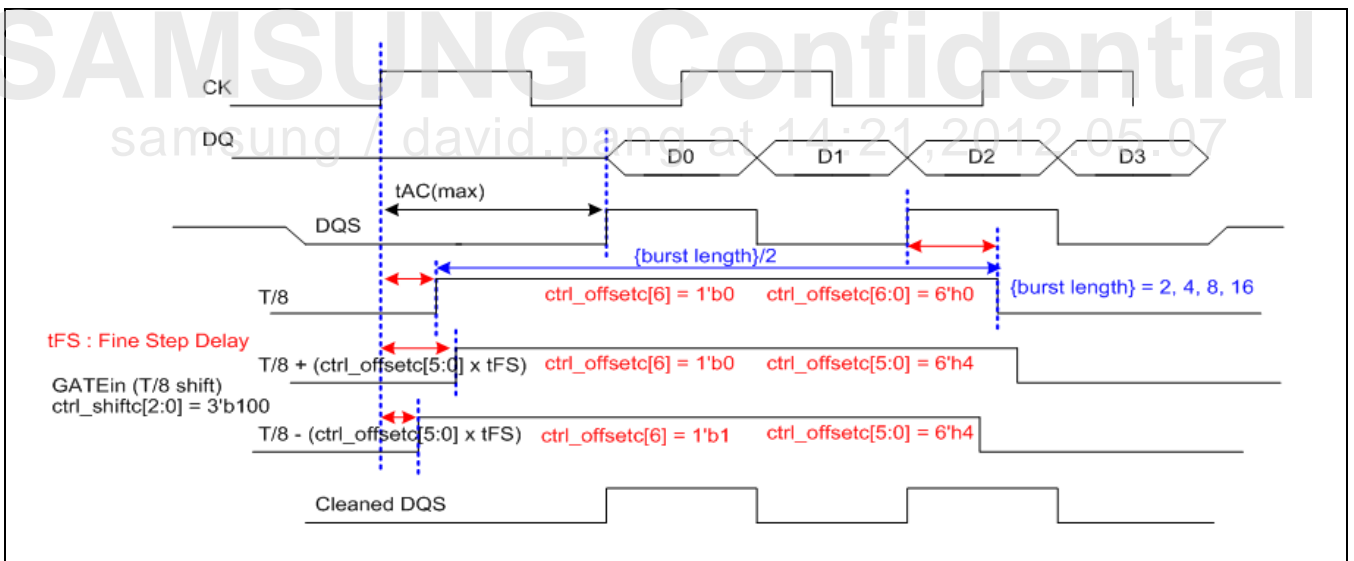 SAMSUNG Confidential
samsung / david.pang at 14:21,2012.05.07
CK
DQ
D0 D1 D2 D3
tAC(max)
DQS
{burst length}/2
T/8
ctrl_offsetc[6] = 1'b0 ctrl_offsetc[6:0] = 6'h0
{burst length} = 2, 4, 8, 16
tFS : Fine Step Delay
T/8 + (ctrl_offsetc[5:0] x tFS) ctrl_offsetc[6] = 1'b0 ctrl_offsetc[5:0] = 6'h4
GATEin (T/8 shift)
ctrl_shiftc[2:0] = 3'b100
T/8 - (ctrl_offsetc[5:0] x tFS) ctrl_offsetc[6] = 1'b1 ctrl_offsetc[5:0] = 6'h4
Cleaned DQS